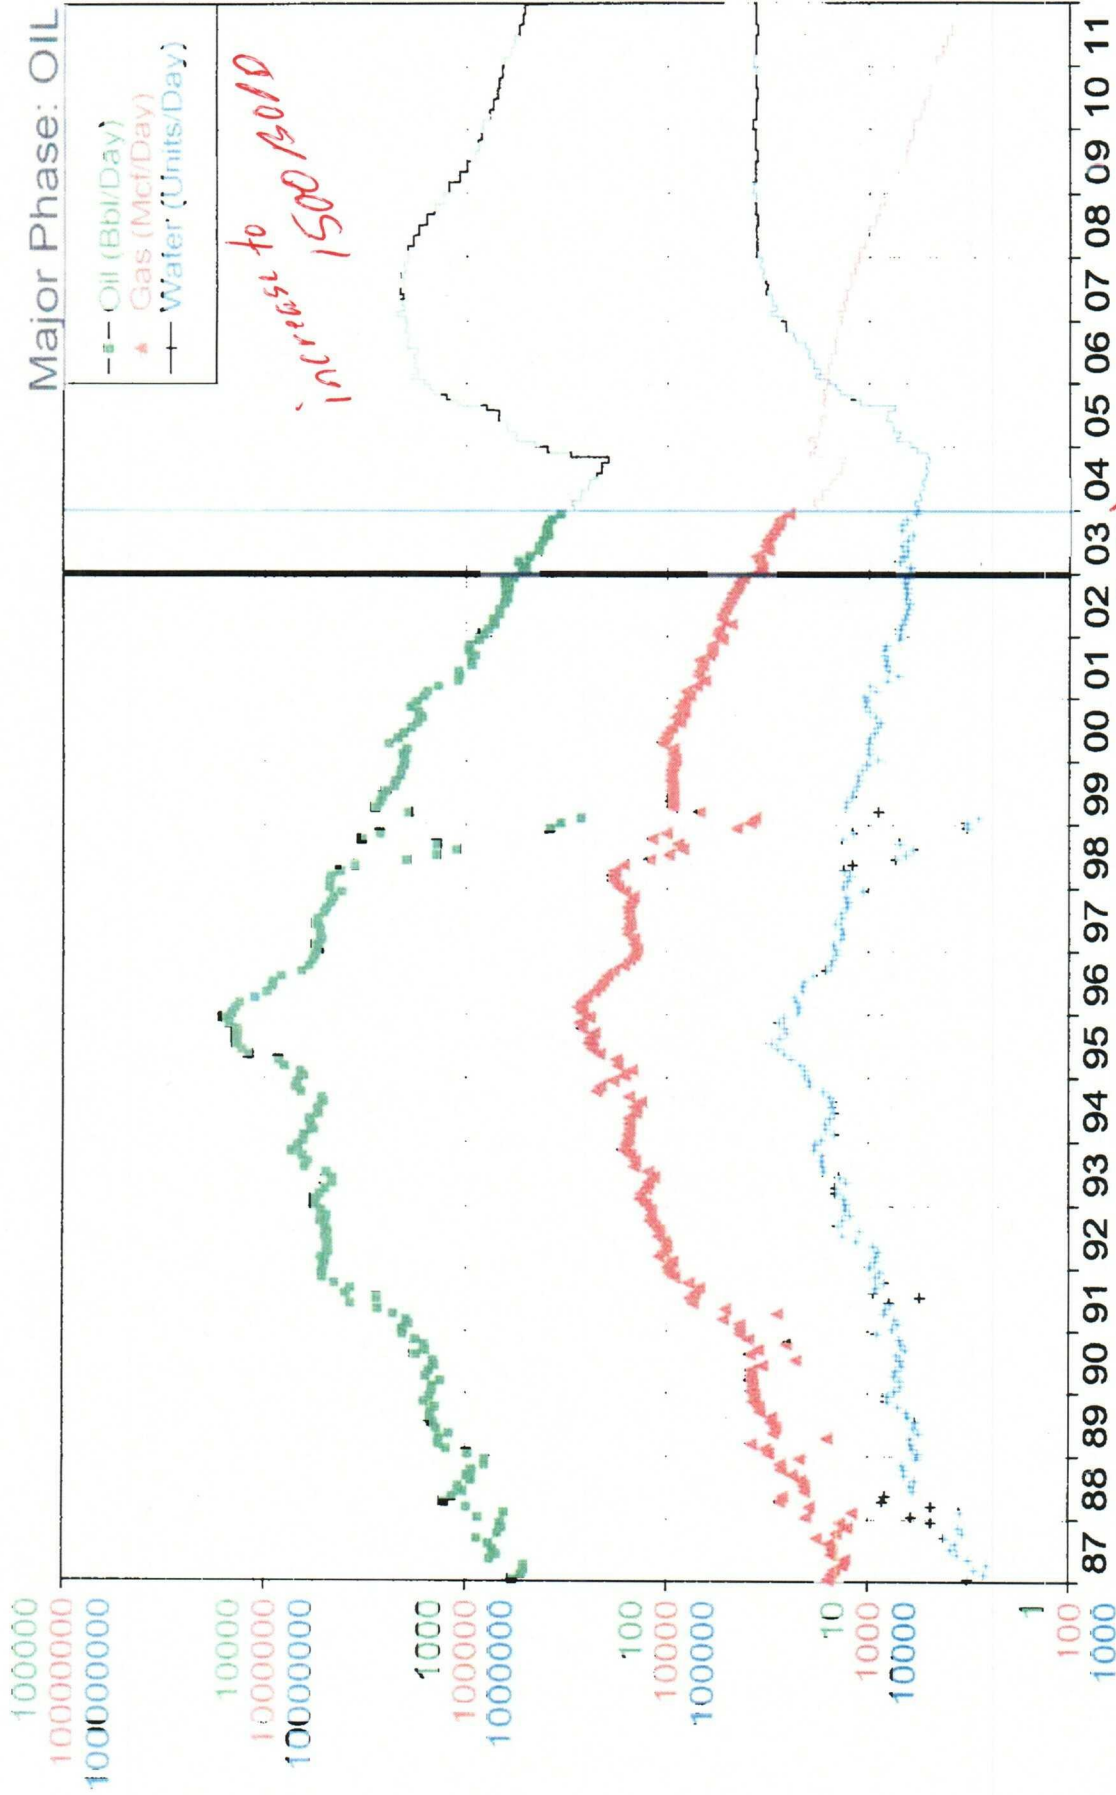 Major Phase: OIL
Oil (Bbl/Day)
Gas (Mcf/Day)
Water (Units/Day)
increase to
1500 BOPD
100000
10000000
100000000
10000
1000000
10000000
1000
100000
1000000
100
10000
100000
10
1000
10000
1
100
1000
87 88 89 90 91 92 93 94 95 96 97 98 99 00 01 02 03 04 05 06 07 08 09 10 11